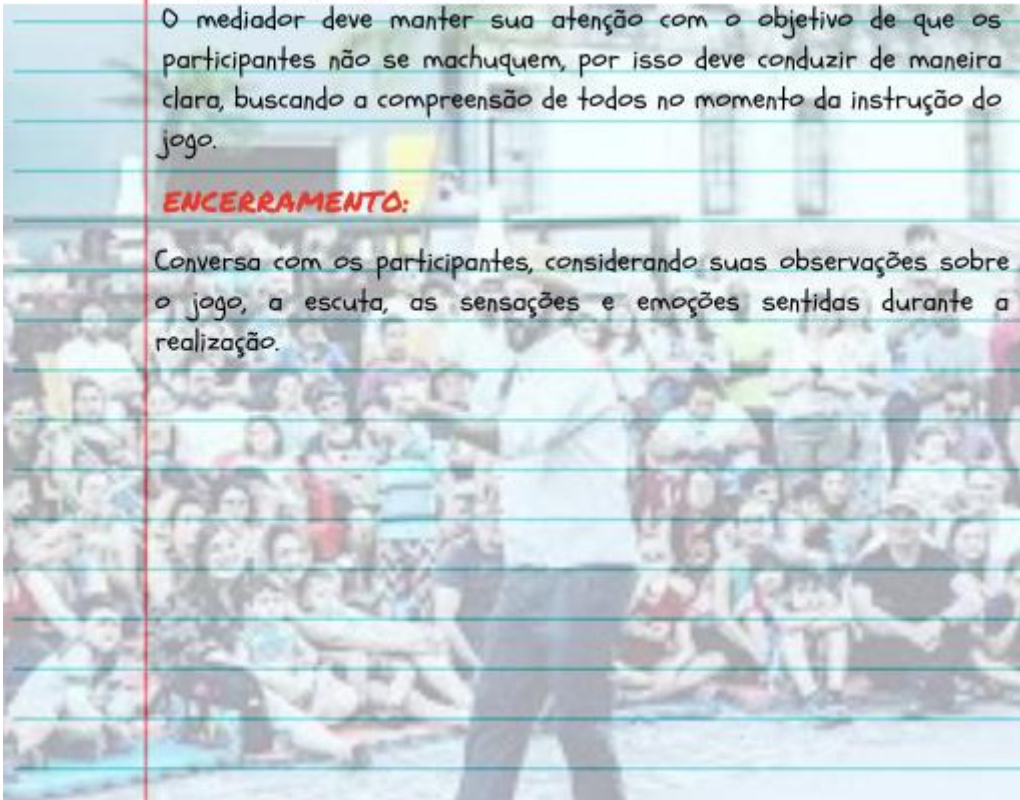 O mediador deve manter sua atenção com o objetivo de que os
participantes não se machuquem, por isso deve conduzir de maneira
clara, buscando a compreensão de todos no momento da instrução do
jogo.
ENCERRAMENTO:
Conversa com os participantes, considerando suas observações sobre
o jogo, a escuta, as sensações e emoções sentidas durante a
realização.